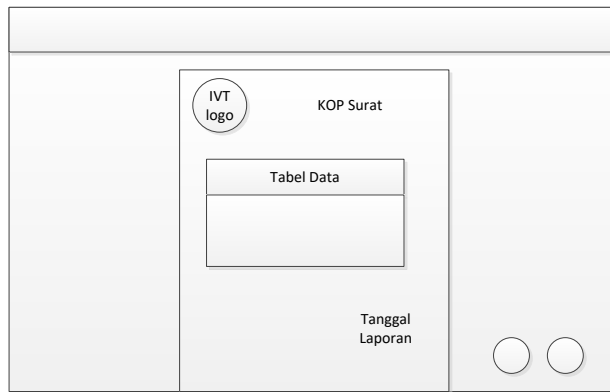 IVT
logo
KOP Surat
Tabel Data
Tanggal
Laporan